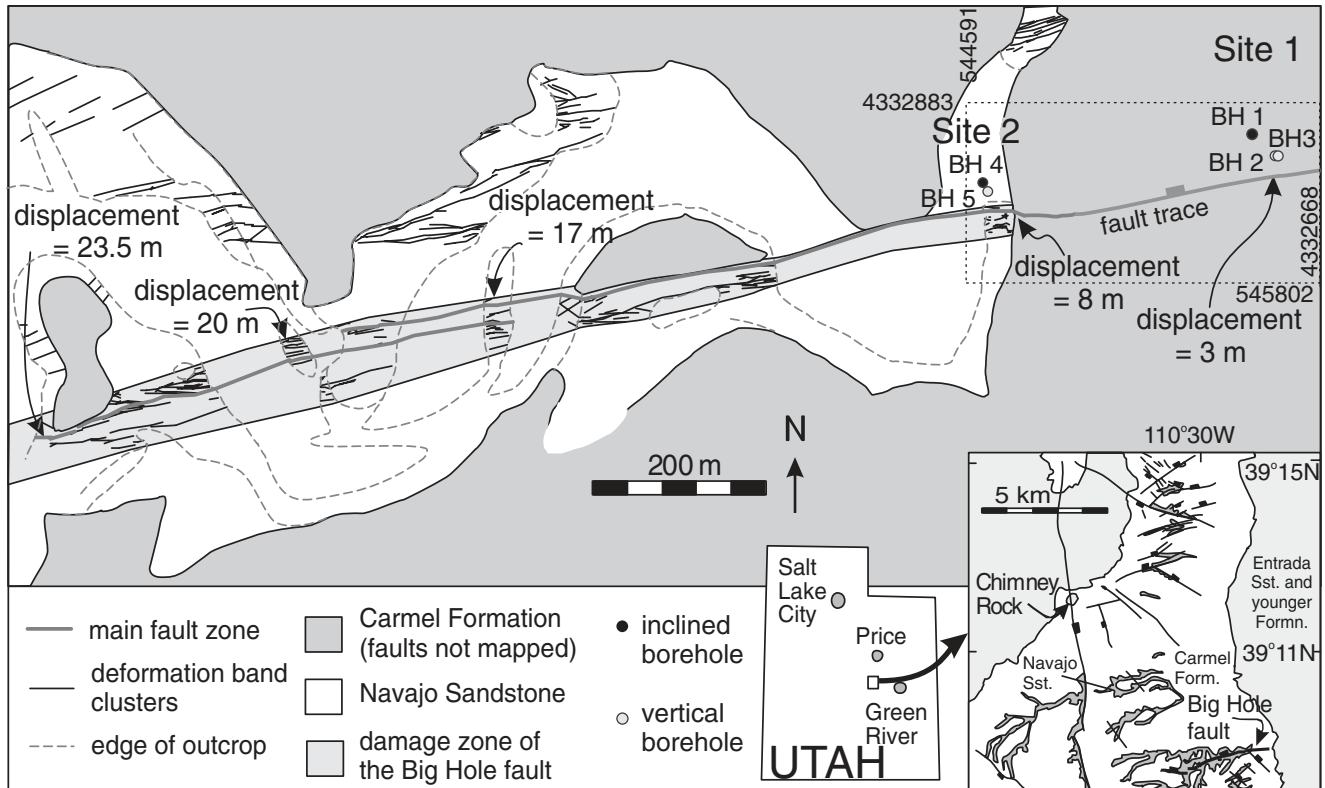 Site 1
544591
4332883
Site 2
BH 1
BH3
BH 2
BH 4
BH 5
fault trace
4332668
545802
displacement
= 23.5 m
displacement
= 20 m
displacement
= 17 m
displacement
= 8 m
displacement
= 3 m
200 m
N
110°30W
39°15N
5 km
Chimney
Rock
Entrada
Sst. and
younger
Formn.
39°11N
Navajo
Sst.
Carmel
Form.
Big Hole
fault
Salt
Lake
City
Price
Green
River
UTAH
main fault zone
deformation band
clusters
edge of outcrop
Carmel Formation
(faults not mapped)
Navajo Sandstone
damage zone of
the Big Hole fault
inclined
borehole
vertical
borehole